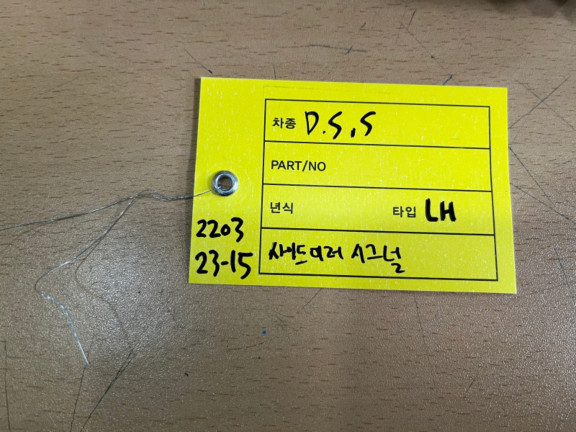 차종 D.S.S
PART/NO
년식 타입 LH
사이드미러 시그널
2203
23-15